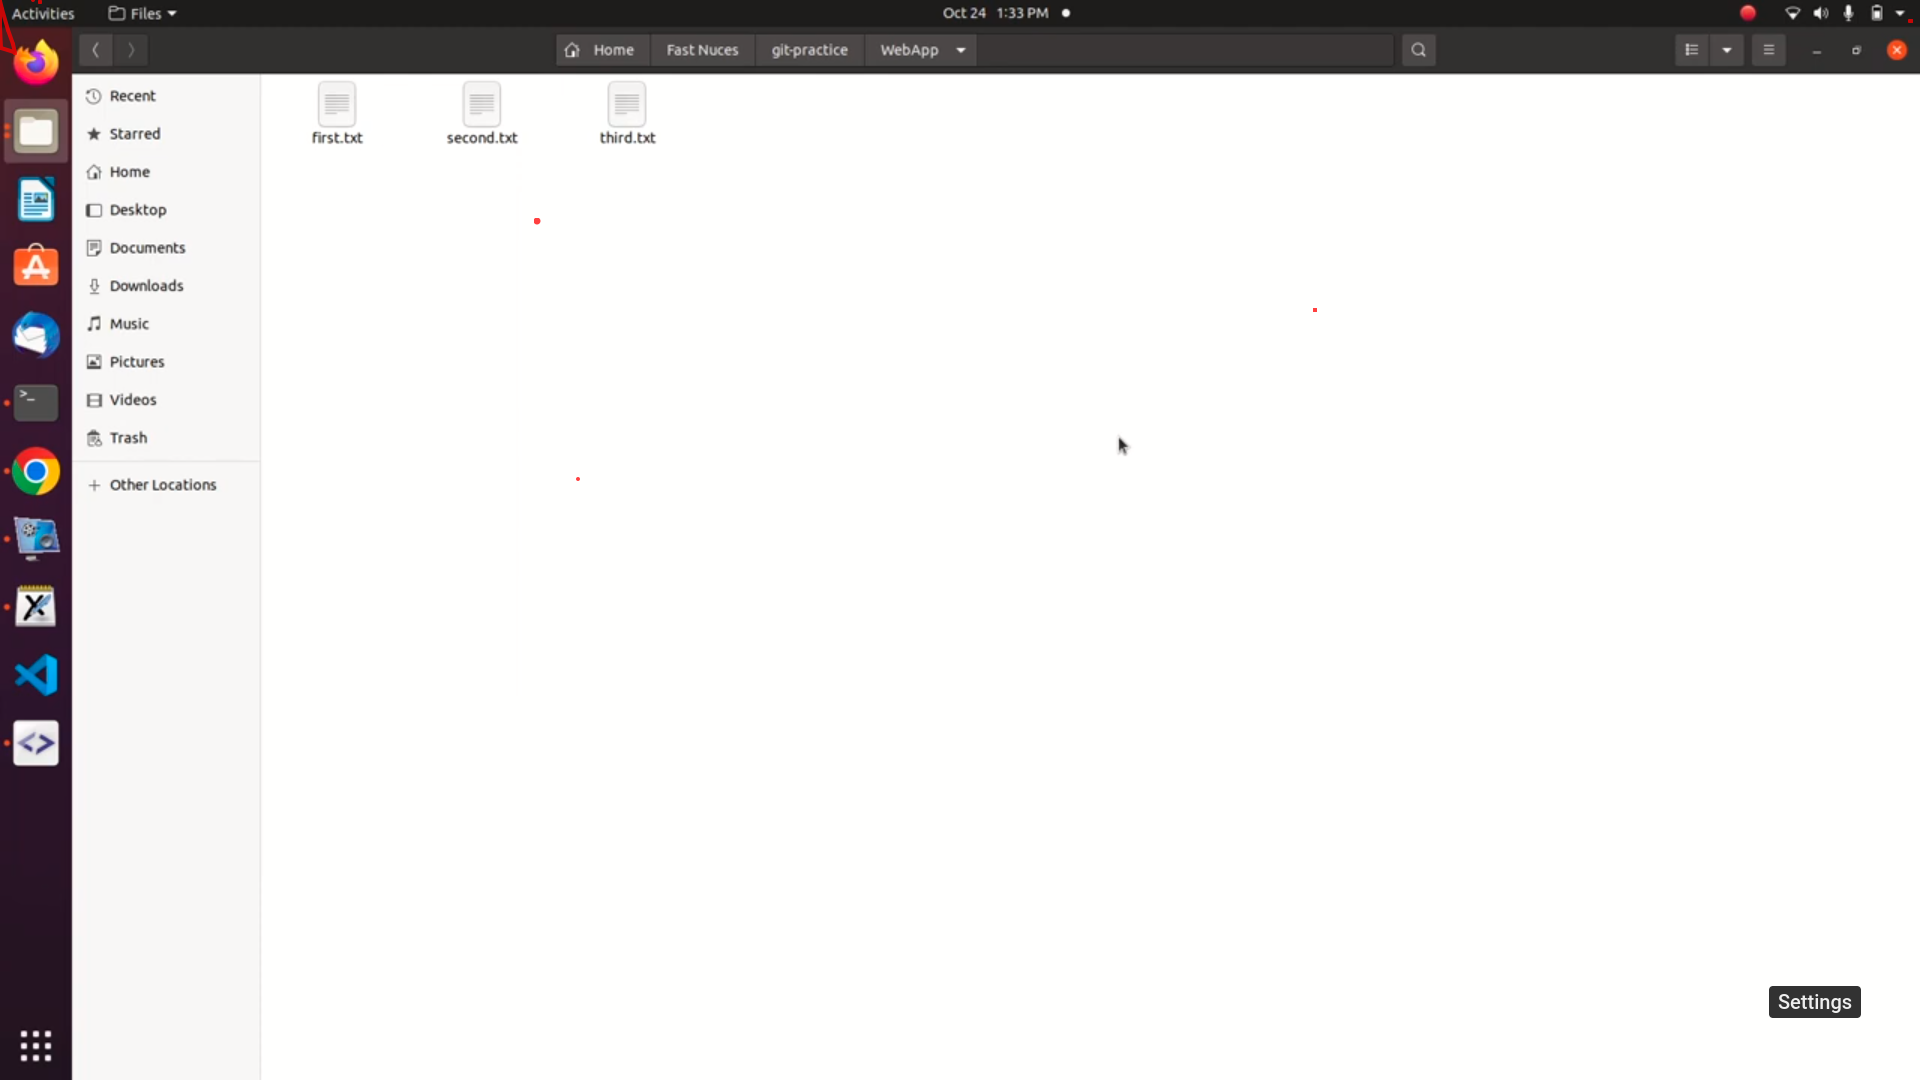 Activities
Files
Oct 24 1:33 PM
Home
Fast Nuces
git-practice
WebApp
Recent
Starred
Home
Desktop
Documents
Downloads
Music
Pictures
Videos
Trash
Other Locations
first.txt
second.txt
third.txt
Settings